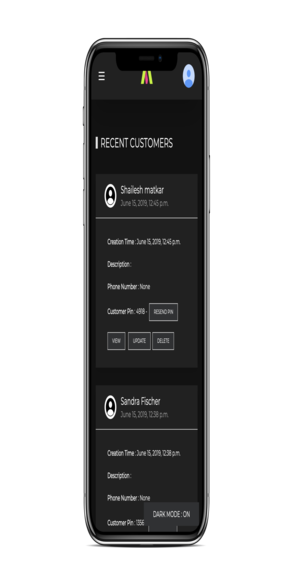 RECENT CUSTOMERS
Shailesh matkar
June 15, 2019, 12:45 p.m.
Creation Time : June 15, 2019, 12:45 p.m.
Description :
Phone Number : None
Customer Pin : 4918 - RESEND PIN
VIEW UPDATE DELETE
Sandra Fischer
June 15, 2019, 12:38 p.m.
Creation Time : June 15, 2019, 12:38 p.m.
Description :
Phone Number : None
Customer Pin : 1356
DARK MODE : ON